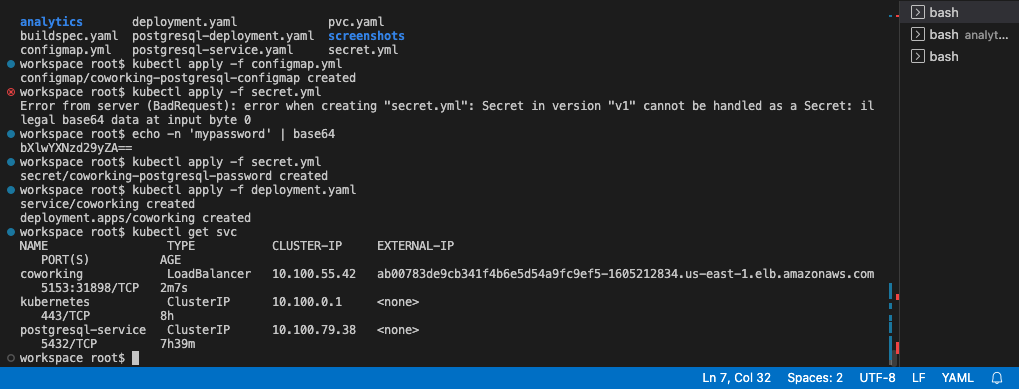 analytics deployment.yaml pvc.yaml
buildspec.yaml postgresql-deployment.yaml screenshots
configmap.yml postgresql-service.yaml secret.yml
workspace root$ kubectl apply -f configmap.yml
configmap/coworking-postgresql-configmap created
workspace root$ kubectl apply -f secret.yml
Error from server (BadRequest): error when creating "secret.yml": Secret in version "v1" cannot be handled as a Secret: il
legal base64 data at input byte 0
workspace root$ echo -n 'mypassword' | base64
bXlwYXNzd29yZA==
workspace root$ kubectl apply -f secret.yml
secret/coworking-postgresql-password created
workspace root$ kubectl apply -f deployment.yaml
service/coworking created
deployment.apps/coworking created
workspace root$ kubectl get svc
NAME TYPE CLUSTER-IP EXTERNAL-IP
PORT(S) AGE
coworking LoadBalancer 10.100.55.42 ab00783de9cb341f4b6e5d54a9fc9ef5-1605212834.us-east-1.elb.amazonaws.com
5153:31898/TCP 2m7s
kubernetes ClusterIP 10.100.0.1 <none>
443/TCP 8h
postgresql-service ClusterIP 10.100.79.38 <none>
5432/TCP 7h39m
workspace root$
bash
bash analyt...
bash
Ln 7, Col 32 Spaces: 2 UTF-8 LF YAML